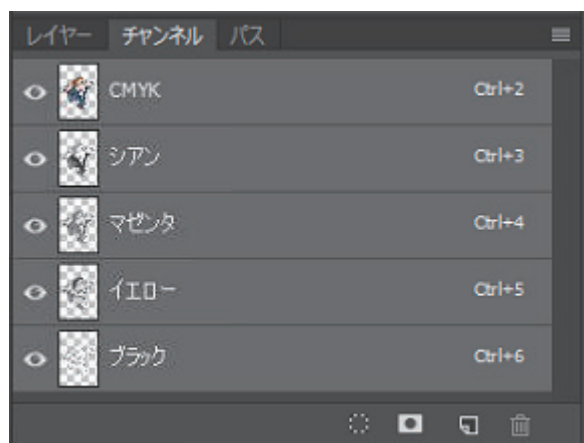 レイヤー チャンネル パス
CMYK Ctrl+2
シアン Ctrl+3
マゼンタ Ctrl+4
イエロー Ctrl+5
ブラック Ctrl+6